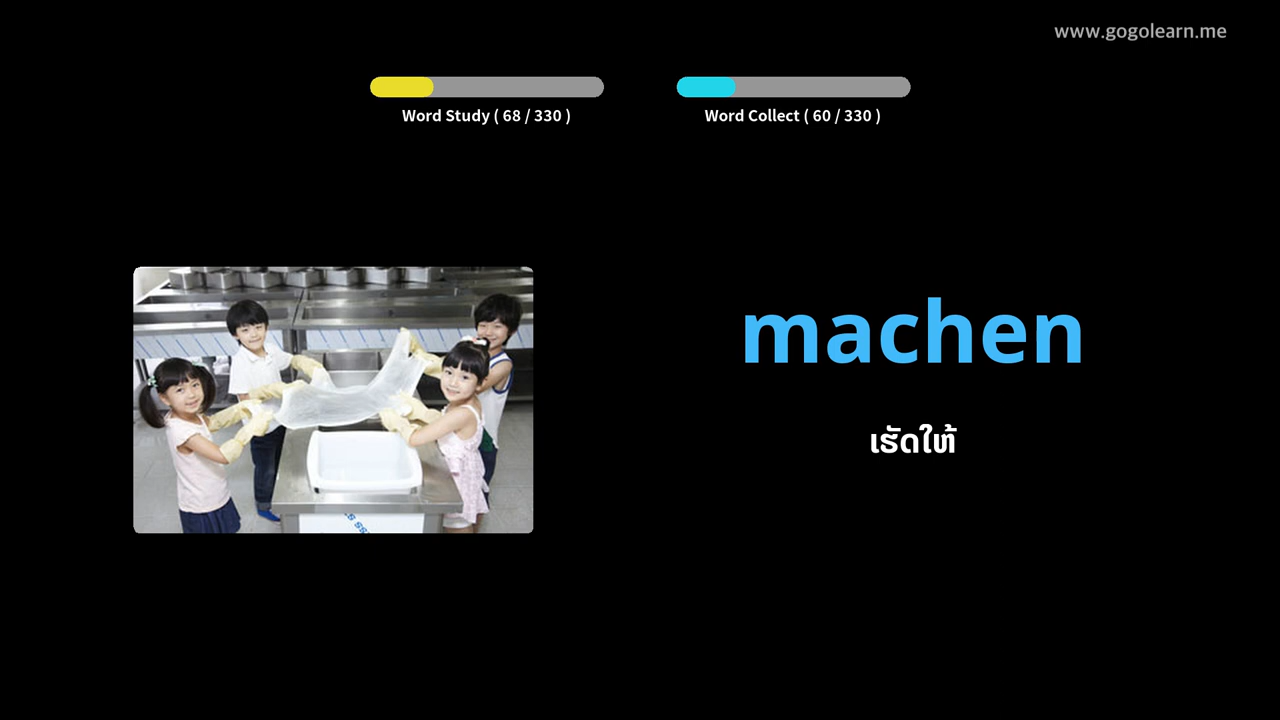 www.gogolearn.me
Word Study ( 68 / 330 )
Word Collect ( 60 / 330 )
machen
ເຮັດໃຫ້